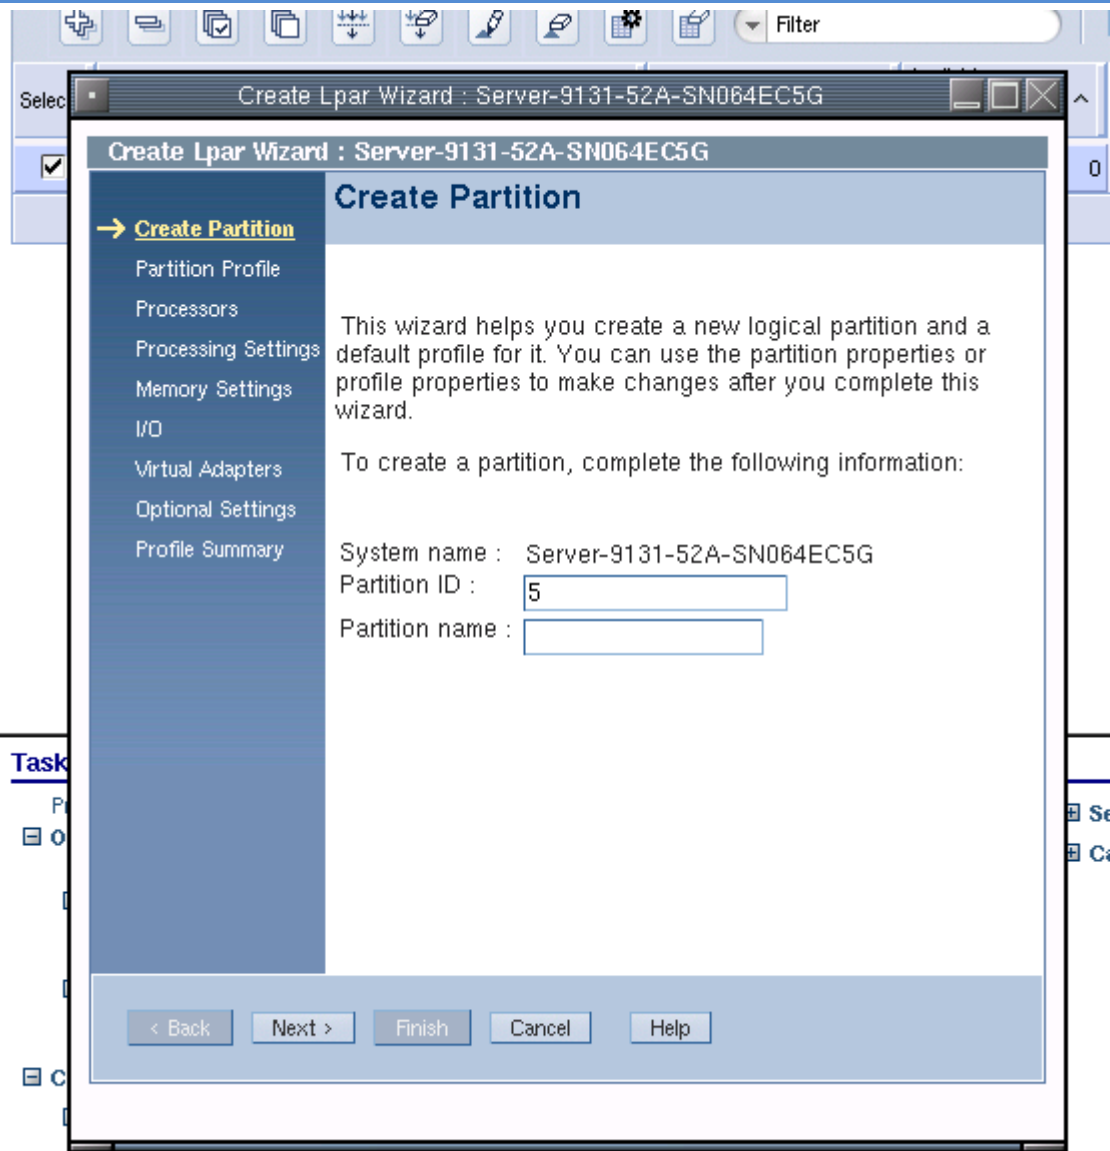 Filter
Selec
Create Lpar Wizard : Server-9131-52A-SN064EC5G
Create Lpar Wizard : Server-9131-52A-SN064EC5G
0
Create Partition
Create Partition
Partition Profile
Processors
Processing Settings
Memory Settings
I/O
Virtual Adapters
Optional Settings
Profile Summary
This wizard helps you create a new logical partition and a
default profile for it. You can use the partition properties or
profile properties to make changes after you complete this
wizard.
To create a partition, complete the following information:
System name : Server-9131-52A-SN064EC5G
Partition ID : 5
Partition name :
Task
P
O
Se
Ca
< Back Next > Finish Cancel Help
C